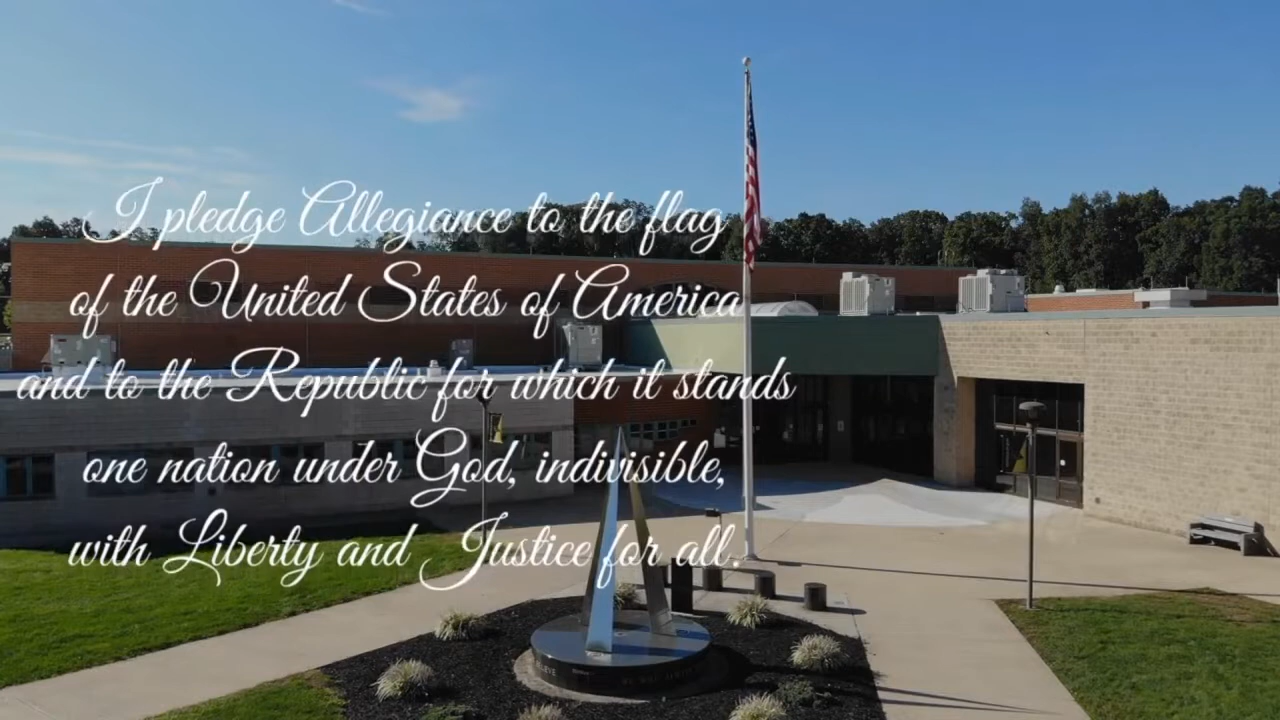 I pledge Allegiance to the flag
of the United States of America
and to the Republic for which it stands
one nation under God, indivisible,
with Liberty and Justice for all.